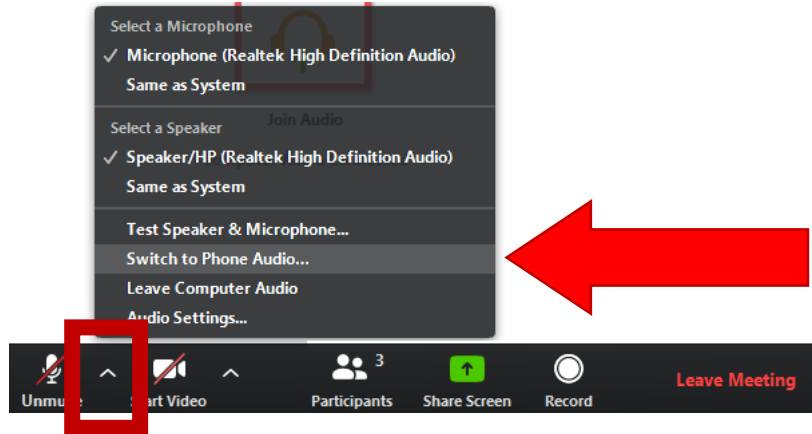 Select a Microphone
✓ Microphone (Realtek High Definition Audio)
Same as System
Join Audio
Select a Speaker
✓ Speaker/HP (Realtek High Definition Audio)
Same as System
Test Speaker & Microphone...
Switch to Phone Audio...
Leave Computer Audio
Audio Settings...
3
Unmute
Start Video
Participants
Share Screen
Record
Leave Meeting